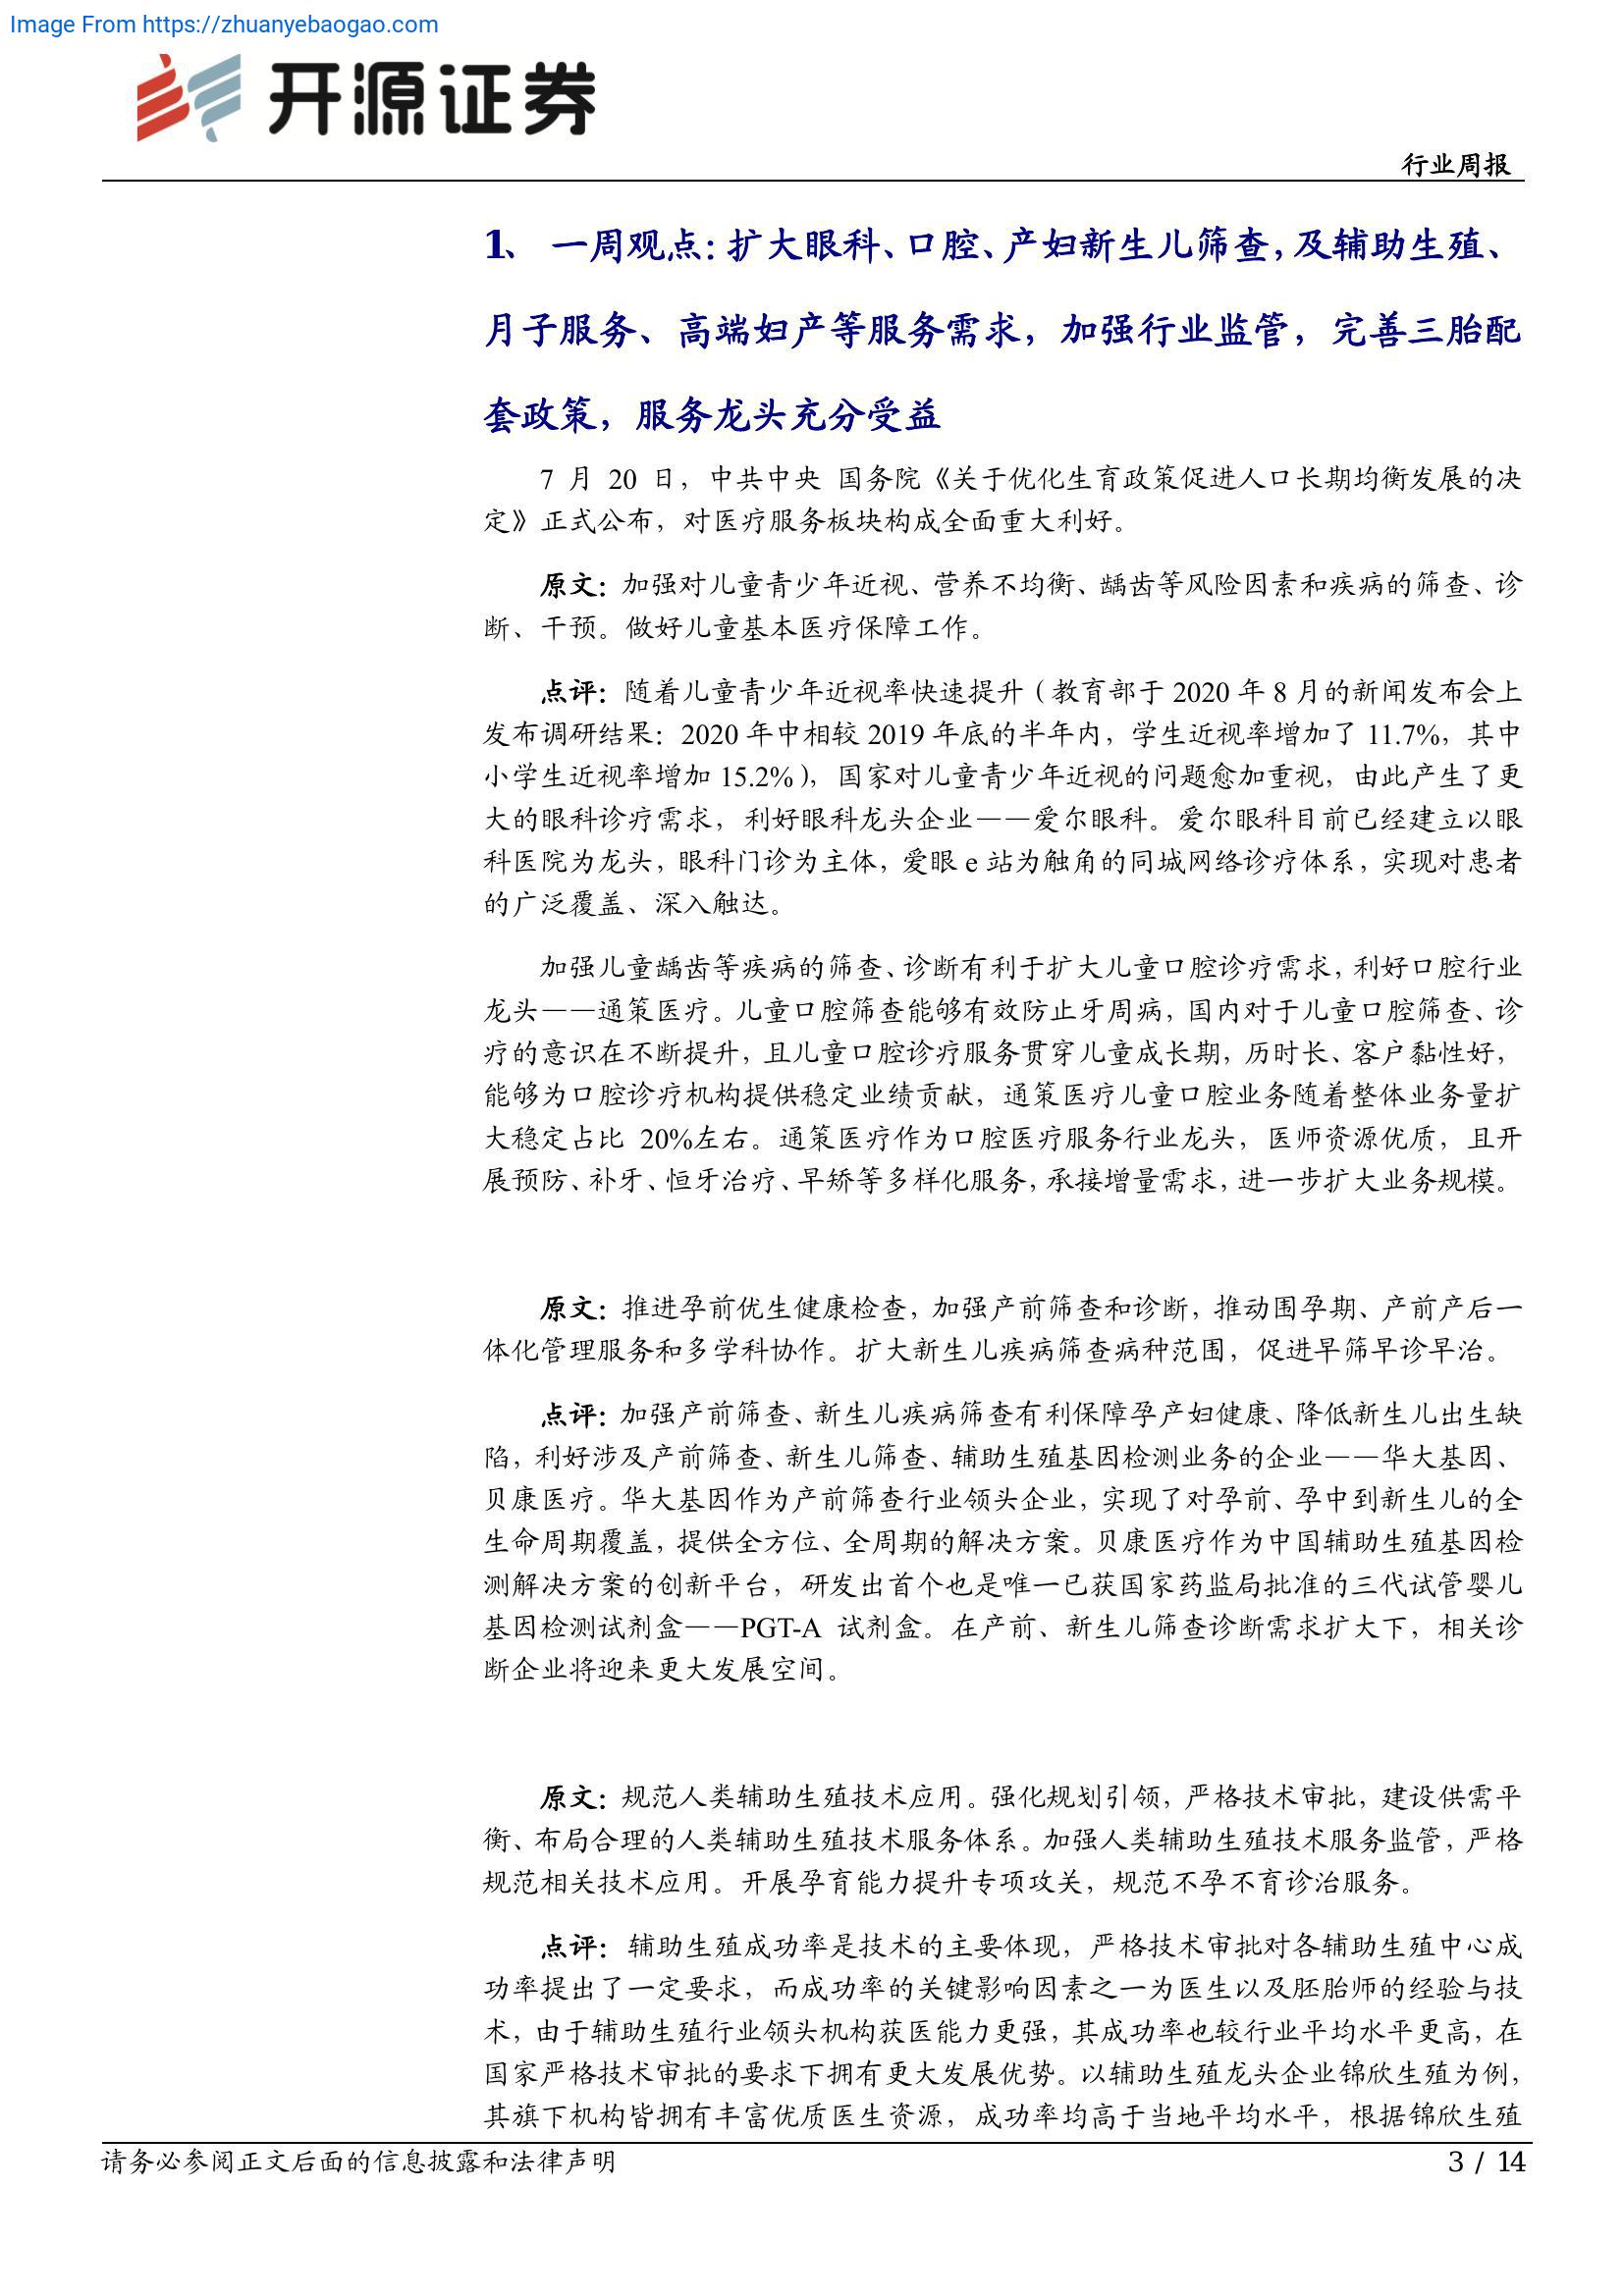 Image From https://zhuanyebaogao.com
开源证券
行业周报
1、 一周观点：扩大眼科、口腔、产妇新生儿筛查，及辅助生殖、
月子服务、高端妇产等服务需求，加强行业监管，完善三胎配
套政策，服务龙头充分受益
7 月 20 日，中共中央 国务院《关于优化生育政策促进人口长期均衡发展的决
定》正式公布，对医疗服务板块构成全面重大利好。
原文：加强对儿童青少年近视、营养不均衡、龋齿等风险因素和疾病的筛查、诊
断、干预。做好儿童基本医疗保障工作。
点评：随着儿童青少年近视率快速提升（教育部于 2020 年 8 月的新闻发布会上
发布调研结果：2020 年中相较 2019 年底的半年内，学生近视率增加了 11.7%，其中
小学生近视率增加 15.2%），国家对儿童青少年近视的问题愈加重视，由此产生了更
大的眼科诊疗需求，利好眼科龙头企业——爱尔眼科。爱尔眼科目前已经建立以眼
科医院为龙头，眼科门诊为主体，爱眼 e 站为触角的同城网络诊疗体系，实现对患者
的广泛覆盖、深入触达。
加强儿童龋齿等疾病的筛查、诊断有利于扩大儿童口腔诊疗需求，利好口腔行业
龙头——通策医疗。儿童口腔筛查能够有效防止牙周病，国内对于儿童口腔筛查、诊
疗的意识在不断提升，且儿童口腔诊疗服务贯穿儿童成长期，历时长、客户黏性好，
能够为口腔诊疗机构提供稳定业绩贡献，通策医疗儿童口腔业务随着整体业务量扩
大稳定占比 20%左右。通策医疗作为口腔医疗服务行业龙头，医师资源优质，且开
展预防、补牙、恒牙治疗、早矫等多样化服务，承接增量需求，进一步扩大业务规模。
原文：推进孕前优生健康检查，加强产前筛查和诊断，推动围孕期、产前产后一
体化管理服务和多学科协作。扩大新生儿疾病筛查病种范围，促进早筛早诊早治。
点评：加强产前筛查、新生儿疾病筛查有利保障孕产妇健康、降低新生儿出生缺
陷，利好涉及产前筛查、新生儿筛查、辅助生殖基因检测业务的企业——华大基因、
贝康医疗。华大基因作为产前筛查行业领头企业，实现了对孕前、孕中到新生儿的全
生命周期覆盖，提供全方位、全周期的解决方案。贝康医疗作为中国辅助生殖基因检
测解决方案的创新平台，研发出首个也是唯一已获国家药监局批准的三代试管婴儿
基因检测试剂盒——PGT-A 试剂盒。在产前、新生儿筛查诊断需求扩大下，相关诊
断企业将迎来更大发展空间。
原文：规范人类辅助生殖技术应用。强化规划引领，严格技术审批，建设供需平
衡、布局合理的人类辅助生殖技术服务体系。加强人类辅助生殖技术服务监管，严格
规范相关技术应用。开展孕育能力提升专项攻关，规范不孕不育诊治服务。
点评：辅助生殖成功率是技术的主要体现，严格技术审批对各辅助生殖中心成
功率提出了一定要求，而成功率的关键影响因素之一为医生以及胚胎师的经验与技
术，由于辅助生殖行业领头机构获医能力更强，其成功率也较行业平均水平更高，在
国家严格技术审批的要求下拥有更大发展优势。以辅助生殖龙头企业锦欣生殖为例，
其旗下机构皆拥有丰富优质医生资源，成功率均高于当地平均水平，根据锦欣生殖
请务必参阅正文后面的信息披露和法律声明
3 / 14